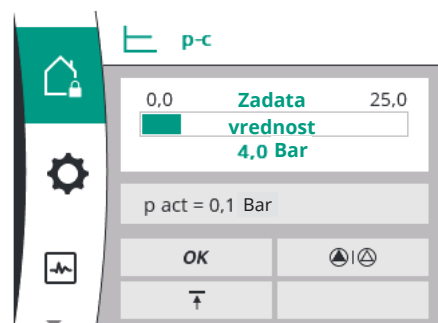 p-c
0,0 Zadata 25,0
vrednost
4,0 Bar
p act = 0,1 Bar
OK